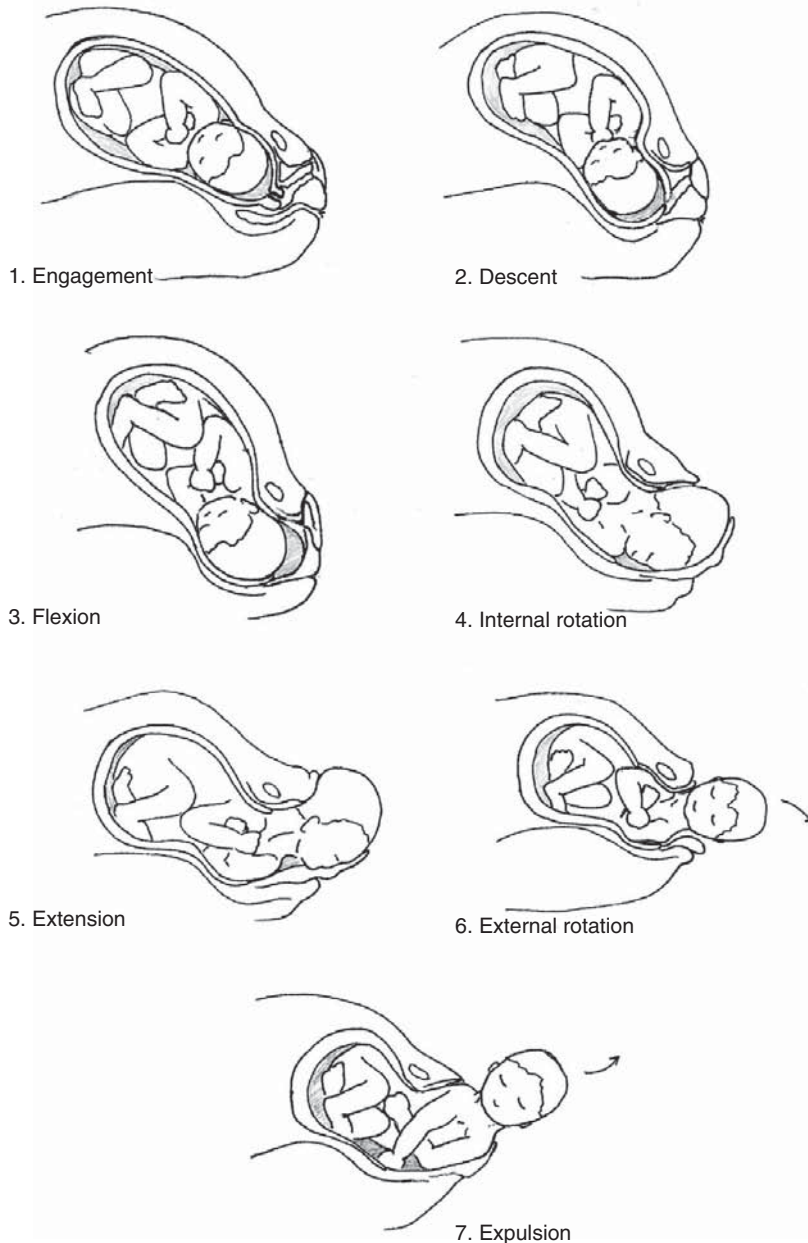 1. Engagement
2. Descent
3. Flexion
4. Internal rotation
5. Extension
6. External rotation
7. Expulsion